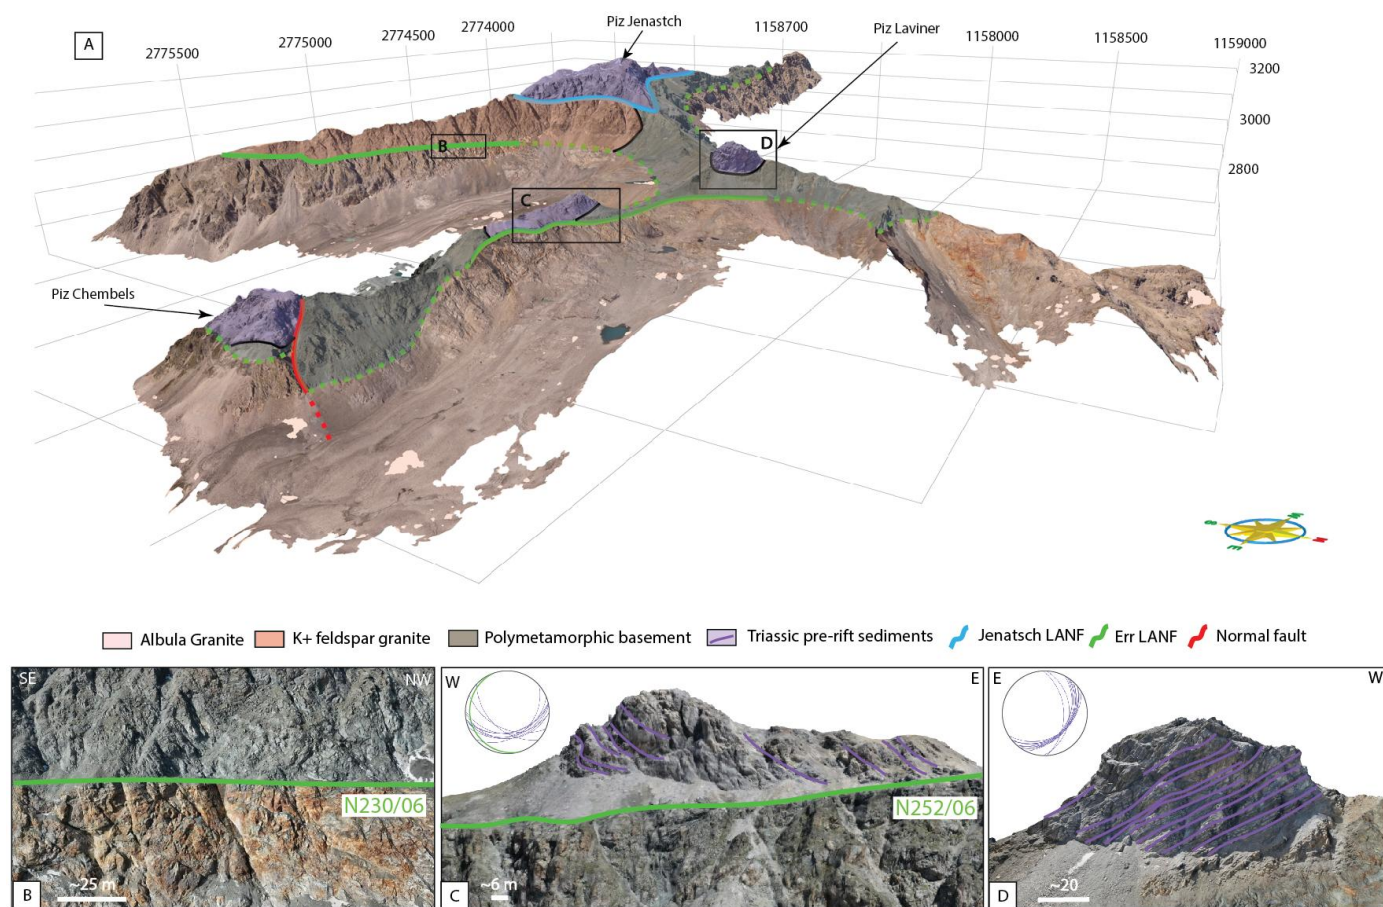 A
2775500
2775000
2774500
2774000
Piz Jenastch
1158700
Piz Laviner
1158000
1158500
1159000
3200
3000
2800
B
D
C
Piz Chembels
S
E
N
Albula Granite
K+ feldspar granite
Polymetamorphic basement
Triassic pre-rift sediments
Jenatsch LANF
Err LANF
Normal fault
SE
NW
N230/06
B
~25 m
W
E
N252/06
C
~6 m
E
W
D
~20